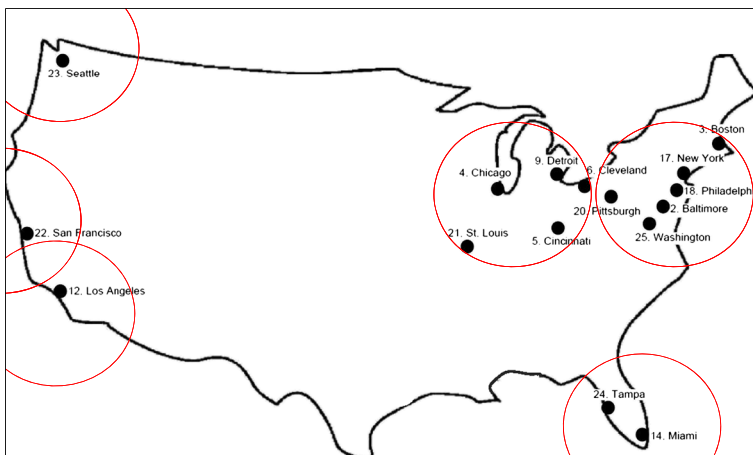 23. Seattle
3. Boston
9. Detroit
17. New York
4. Chicago
6. Cleveland
18. Philadelph
20. Pittsburgh
2. Baltimore
22. San Francisco
21. St. Louis
5. Cincinnati
25. Washington
12. Los Angeles
24. Tampa
14. Miami